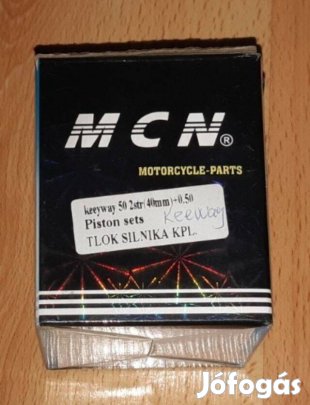 MCN®
MOTORCYCLE-PARTS
keeyway 50 2str(40mm)+0.50
Piston sets Keeway
TLOK SILNIKA KPL.
Jófogás